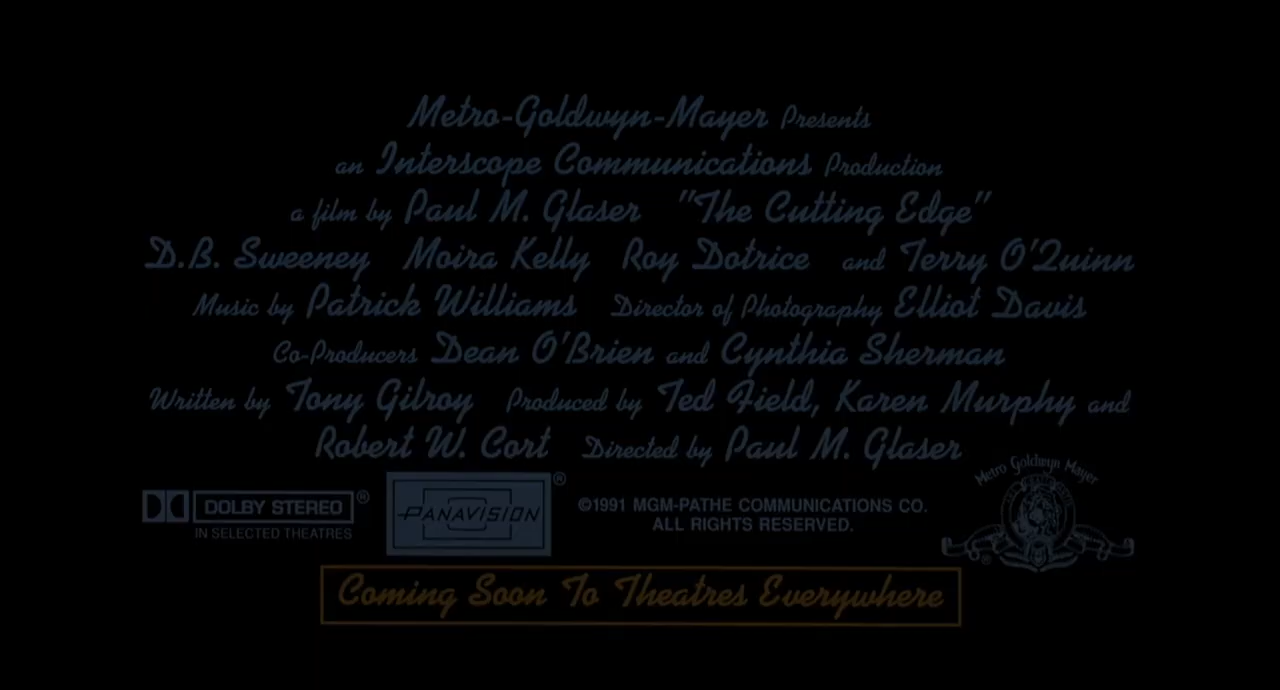 Metro-Goldwyn-Mayer Presents
an Interscope Communications Production
a film by Paul M. Glaser "The Cutting Edge"
D.B. Sweeney Moira Kelly Roy Dotrice and Terry O'Quinn
Music by Patrick Williams Director of Photography Elliot Davis
Co-Producers Dean O'Brien and Cynthia Sherman
Written by Tony Gilroy Produced by Ted Field, Karen Murphy and
Robert W. Cort Directed by Paul M. Glaser
DOLBY STEREO ®
IN SELECTED THEATRES
PANAVISION ®
©1991 MGM-PATHE COMMUNICATIONS CO.
ALL RIGHTS RESERVED.
Metro Goldwyn Mayer
®
Coming Soon To Theatres Everywhere